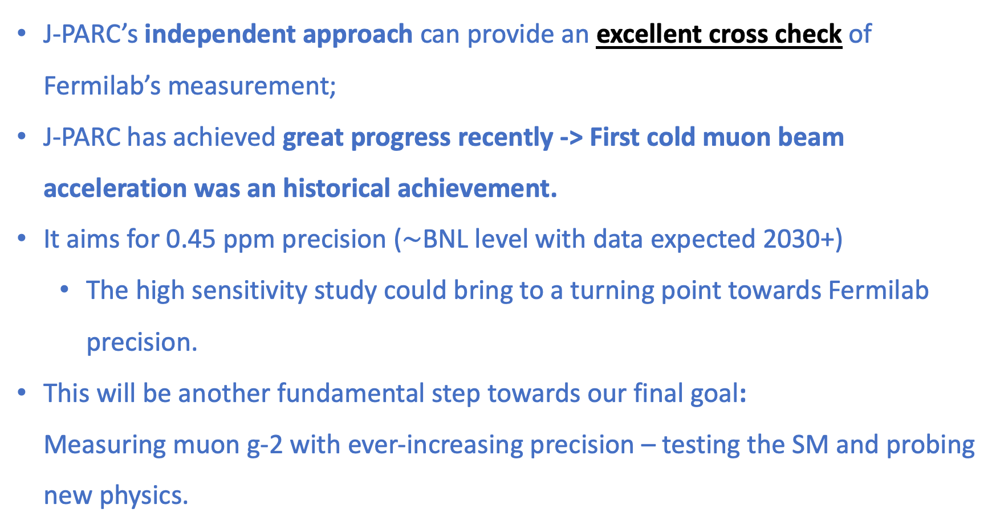 • J-PARC’s independent approach can provide an excellent cross check of
Fermilab’s measurement;
• J-PARC has achieved great progress recently -> First cold muon beam
acceleration was an historical achievement.
• It aims for 0.45 ppm precision (~BNL level with data expected 2030+)
• The high sensitivity study could bring to a turning point towards Fermilab
precision.
• This will be another fundamental step towards our final goal:
Measuring muon g-2 with ever-increasing precision – testing the SM and probing
new physics.